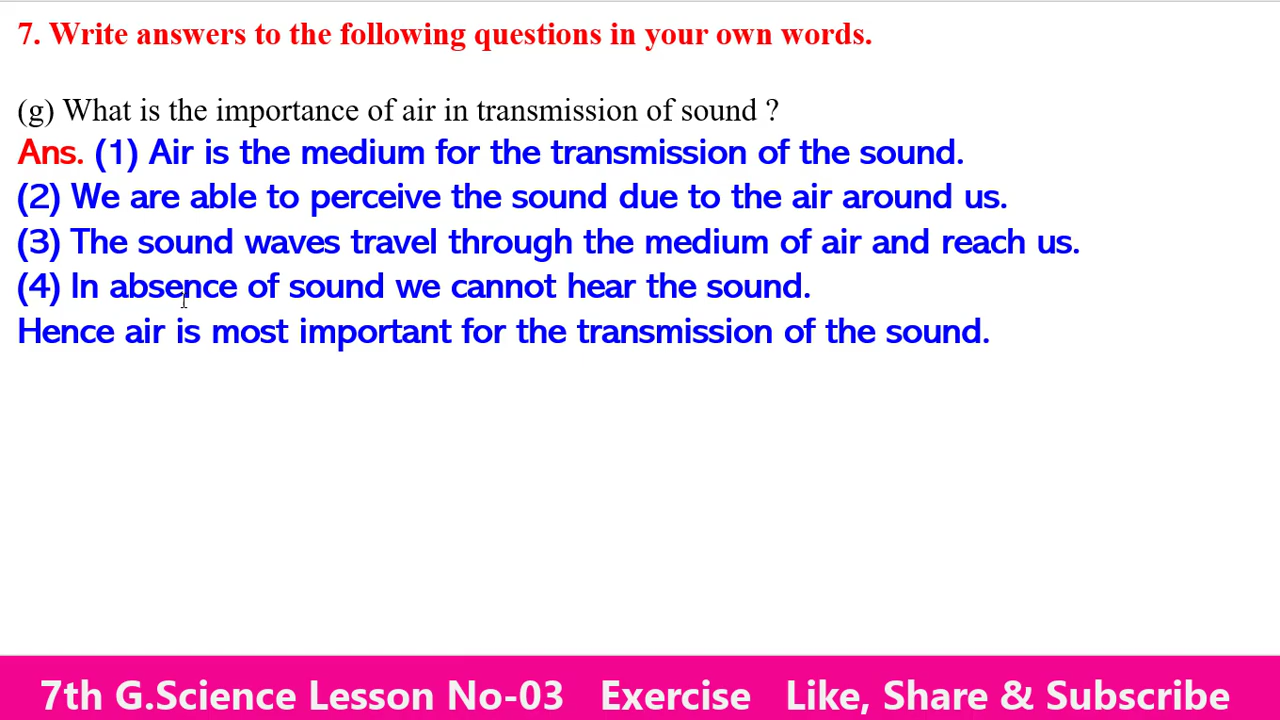 7. Write answers to the following questions in your own words.
(g) What is the importance of air in transmission of sound ?
Ans. (1) Air is the medium for the transmission of the sound.
(2) We are able to perceive the sound due to the air around us.
(3) The sound waves travel through the medium of air and reach us.
(4) In absence of sound we cannot hear the sound.
Hence air is most important for the transmission of the sound.
7th G.Science Lesson No-03 Exercise Like, Share & Subscribe